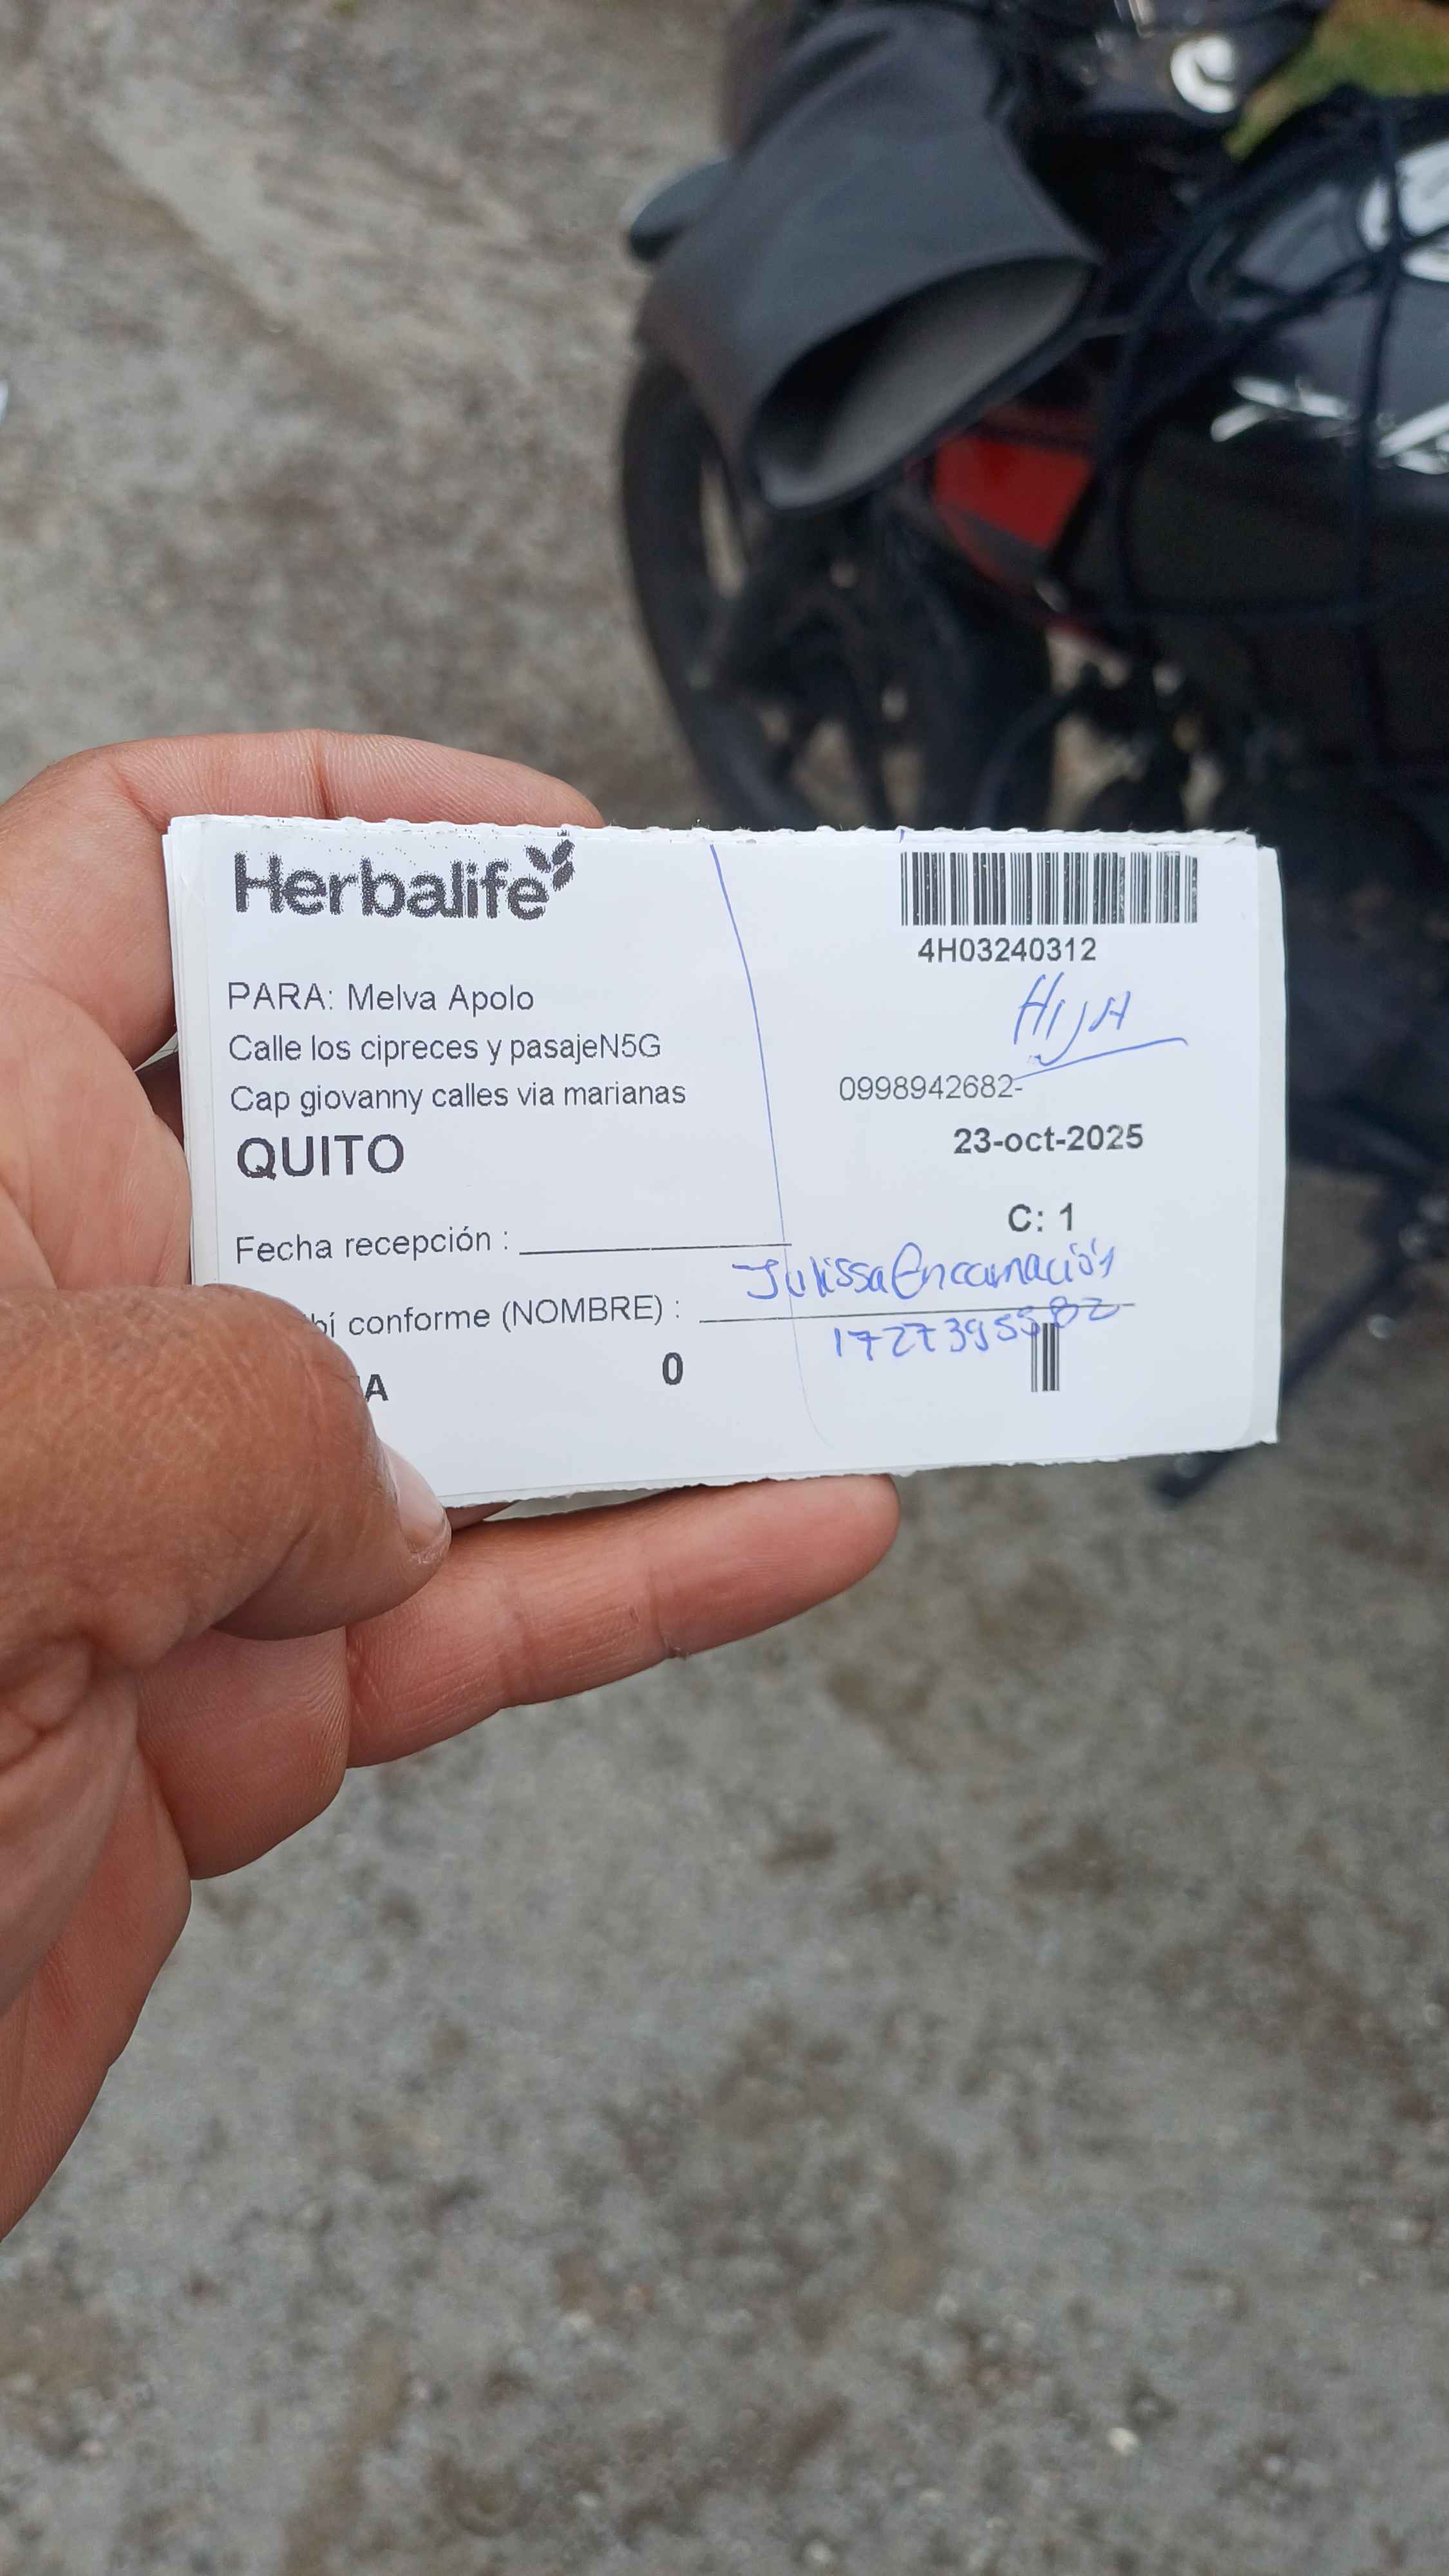 Herbalife
4H03240312
HIJA
PARA: Melva Apolo
Calle los cipreces y pasajeN5G
Cap giovanny calles via marianas
0998942682-
QUITO
23-oct-2025
C: 1
Fecha recepción :
Julissa Encarnación
bí conforme (NOMBRE) :
1727395582
A
0